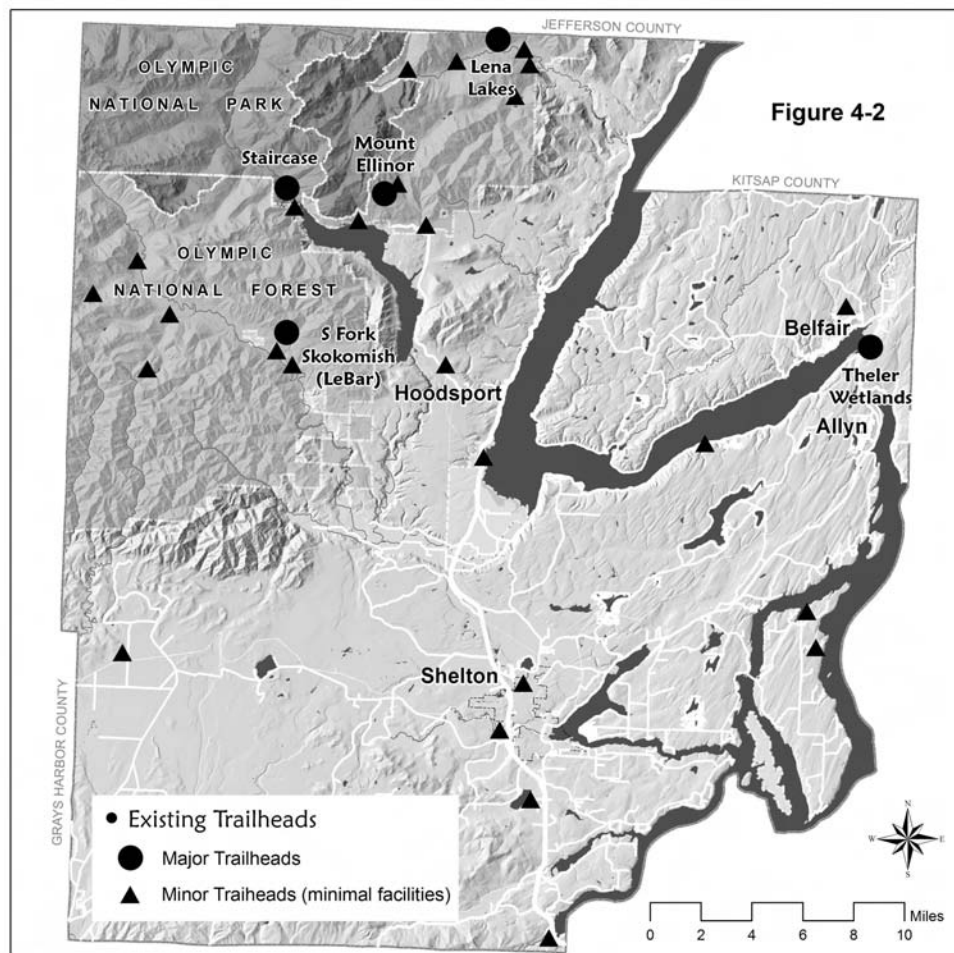 JEFFERSON COUNTY
OLYMPIC
NATIONAL PARK
Lena
Lakes
Figure 4-2
Staircase
Mount
Ellinor
KITSAP COUNTY
OLYMPIC
NATIONAL FOREST
S Fork
Skokomish
(LeBar)
Hoodsport
Belfair
Theler
Wetlands
Allyn
Shelton
GRAYS HARBOR COUNTY
Existing Trailheads
Major Trailheads
Minor Traiheads (minimal facilities)
N
W E
S
Miles
0 2 4 6 8 10